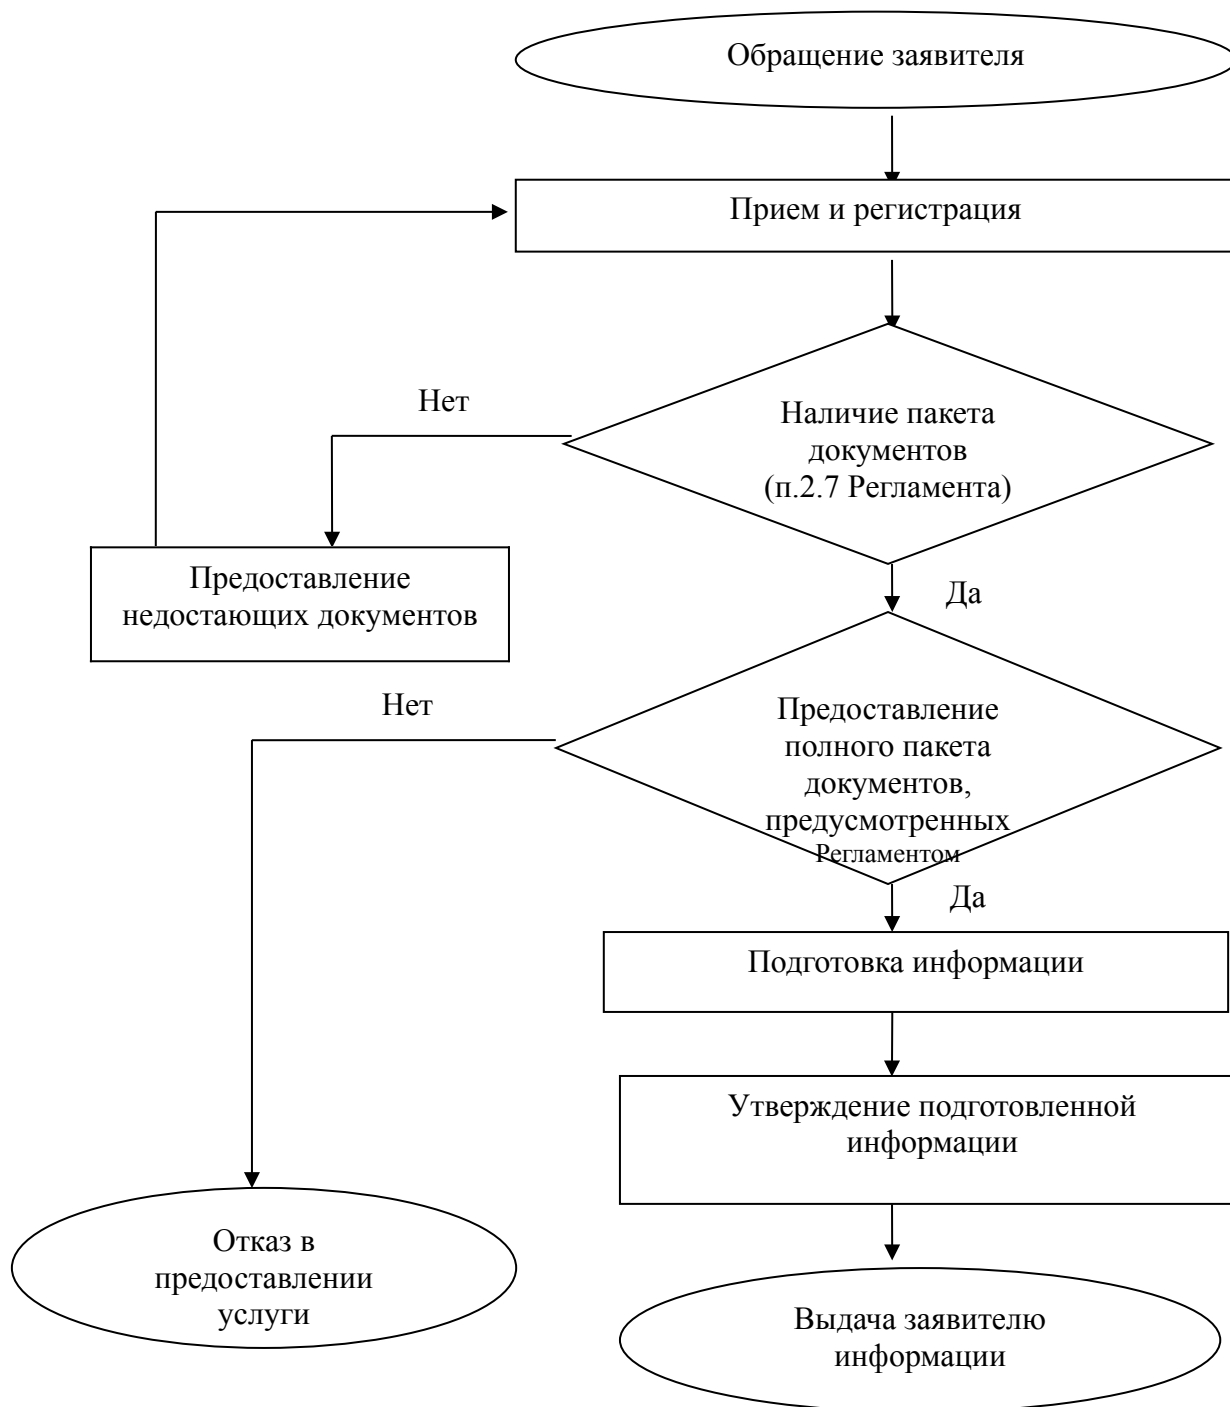 Обращение заявителя
Прием и регистрация
Нет
Наличие пакета
документов
(п.2.7 Регламента)
Предоставление
недостающих документов
Да
Нет
Предоставление
полного пакета
документов,
предусмотренных
Регламентом
Да
Подготовка информации
Утверждение подготовленной
информации
Отказ в
предоставлении
услуги
Выдача заявителю
информации